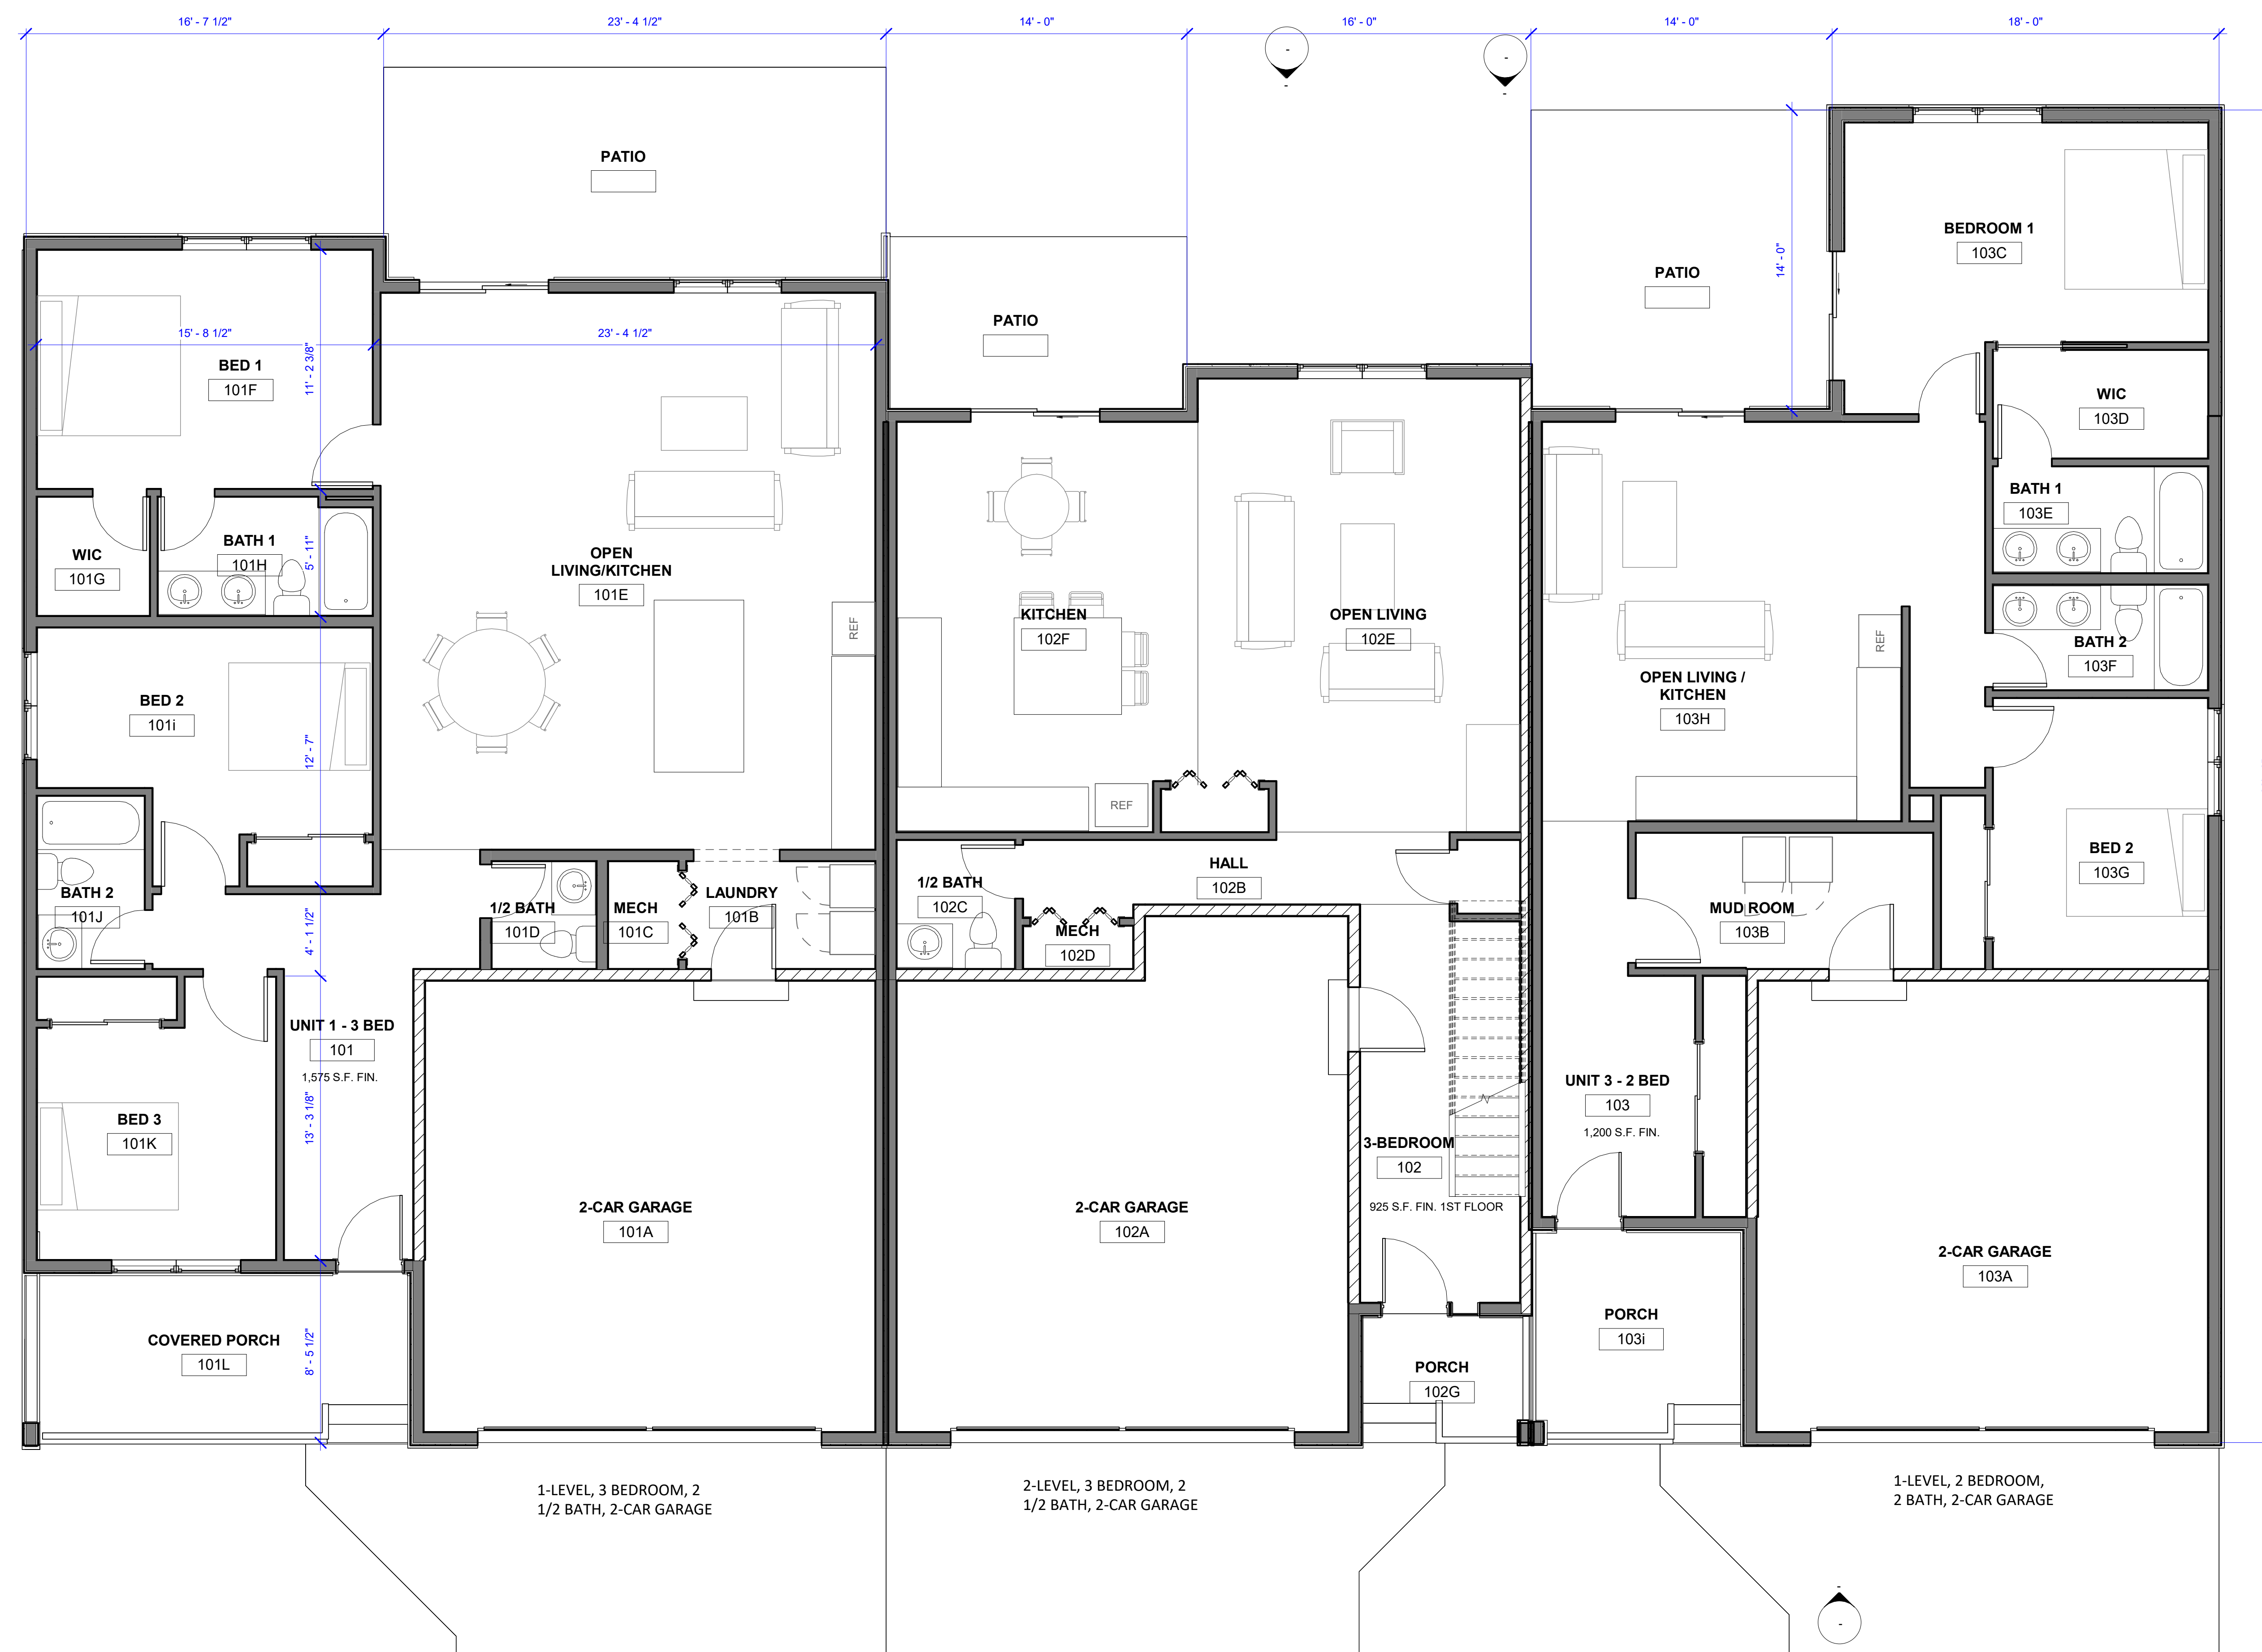 16' - 7 1/2"
23' - 4 1/2"
14' - 0"
16' - 0"
14' - 0"
18' - 0"
-
-
-
-
PATIO
PATIO
PATIO
14' - 0"
BEDROOM 1
103C
15' - 8 1/2"
23' - 4 1/2"
11' - 2 3/8"
BED 1
101F
WIC
103D
BATH 1
103E
WIC
101G
BATH 1
101H
5' - 11"
OPEN
LIVING/KITCHEN
101E
REF
KITCHEN
102F
OPEN LIVING
102E
REF
BATH 2
103F
OPEN LIVING /
KITCHEN
103H
BED 2
101i
12' - 7"
REF
BED 2
103G
BATH 2
101J
4' - 1 1/2"
1/2 BATH
101D
MECH
101C
LAUNDRY
101B
1/2 BATH
102C
HALL
102B
MECH
102D
MUD ROOM
103B
UNIT 1 - 3 BED
101
1,575 S.F. FIN.
BED 3
101K
13' - 3 1/8"
UNIT 3 - 2 BED
103
1,200 S.F. FIN.
3-BEDROOM
102
925 S.F. FIN. 1ST FLOOR
2-CAR GARAGE
101A
2-CAR GARAGE
102A
2-CAR GARAGE
103A
COVERED PORCH
101L
8' - 5 1/2"
PORCH
102G
PORCH
103i
1-LEVEL, 3 BEDROOM, 2
1/2 BATH, 2-CAR GARAGE
2-LEVEL, 3 BEDROOM, 2
1/2 BATH, 2-CAR GARAGE
1-LEVEL, 2 BEDROOM,
2 BATH, 2-CAR GARAGE
-
-